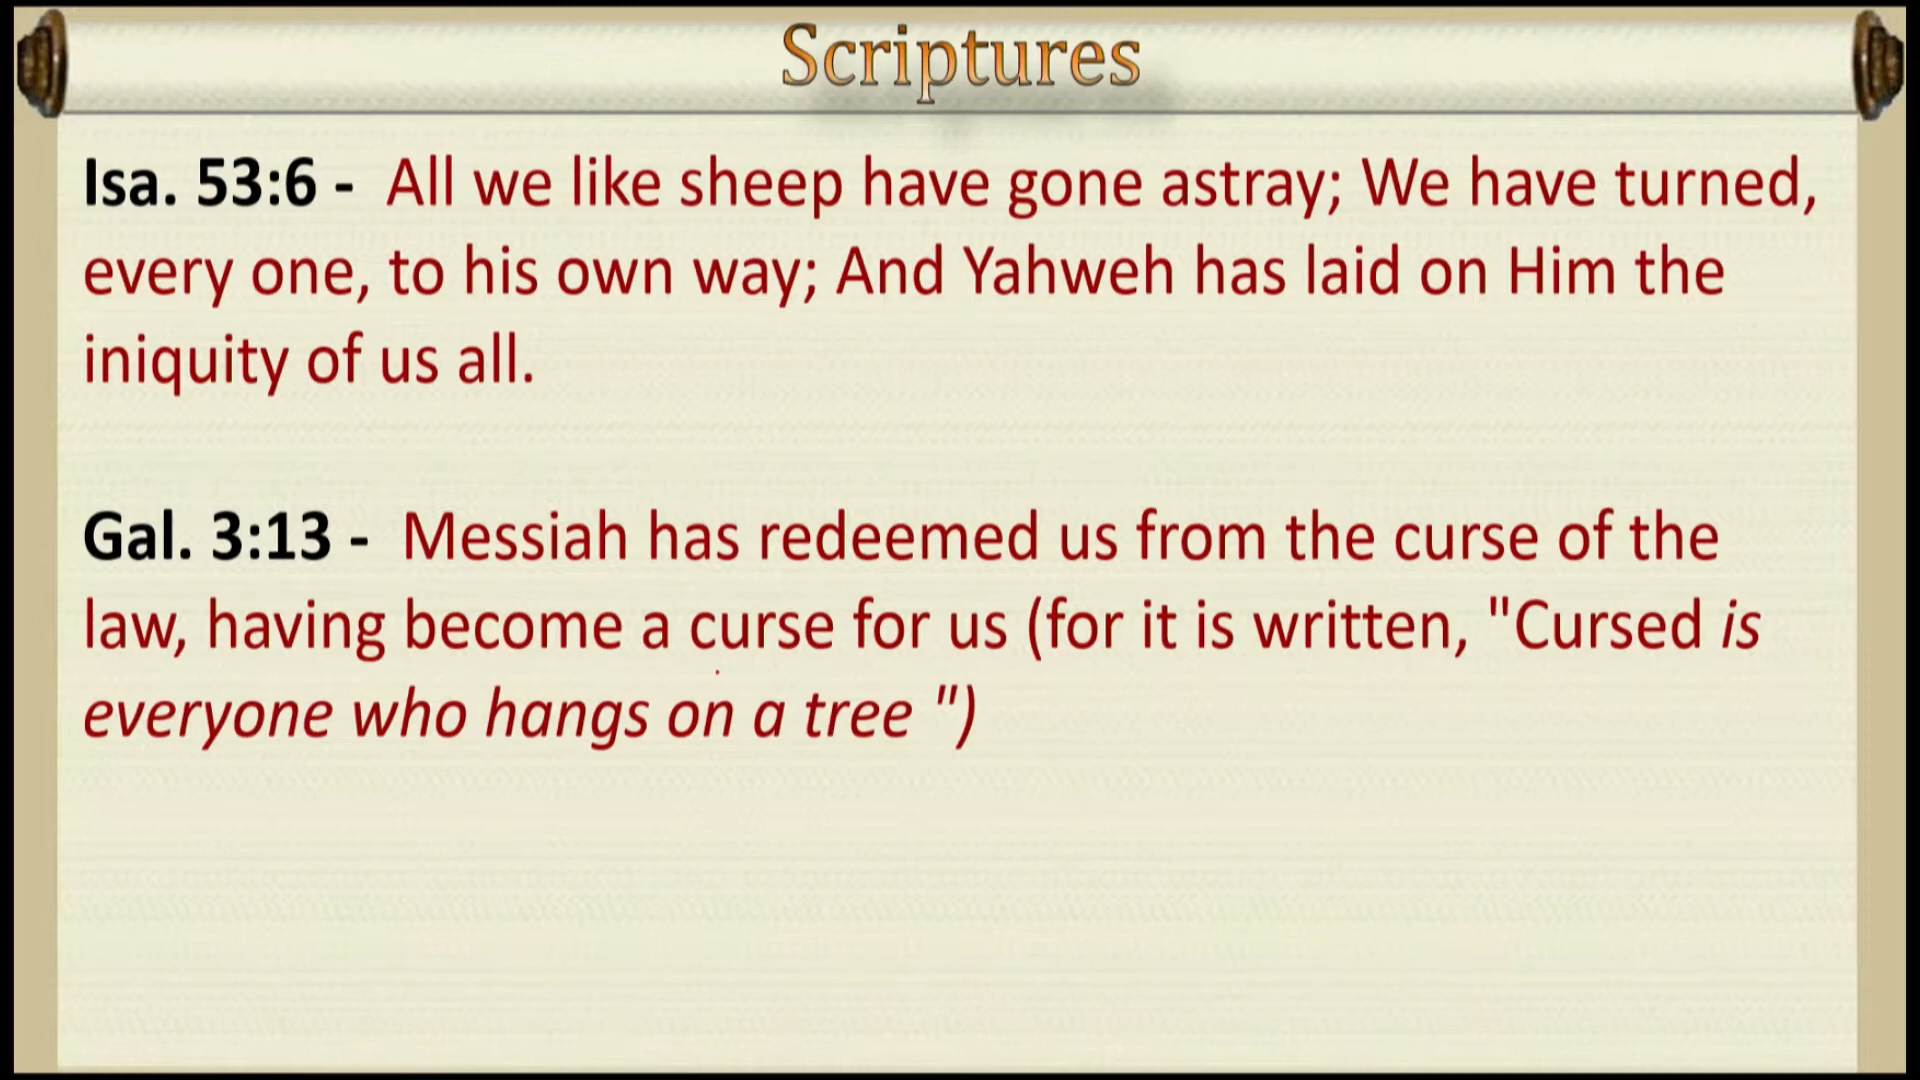 Scriptures
Isa. 53:6 - All we like sheep have gone astray; We have turned,
every one, to his own way; And Yahweh has laid on Him the
iniquity of us all.
Gal. 3:13 - Messiah has redeemed us from the curse of the
law, having become a curse for us (for it is written, "Cursed is
everyone who hangs on a tree ")